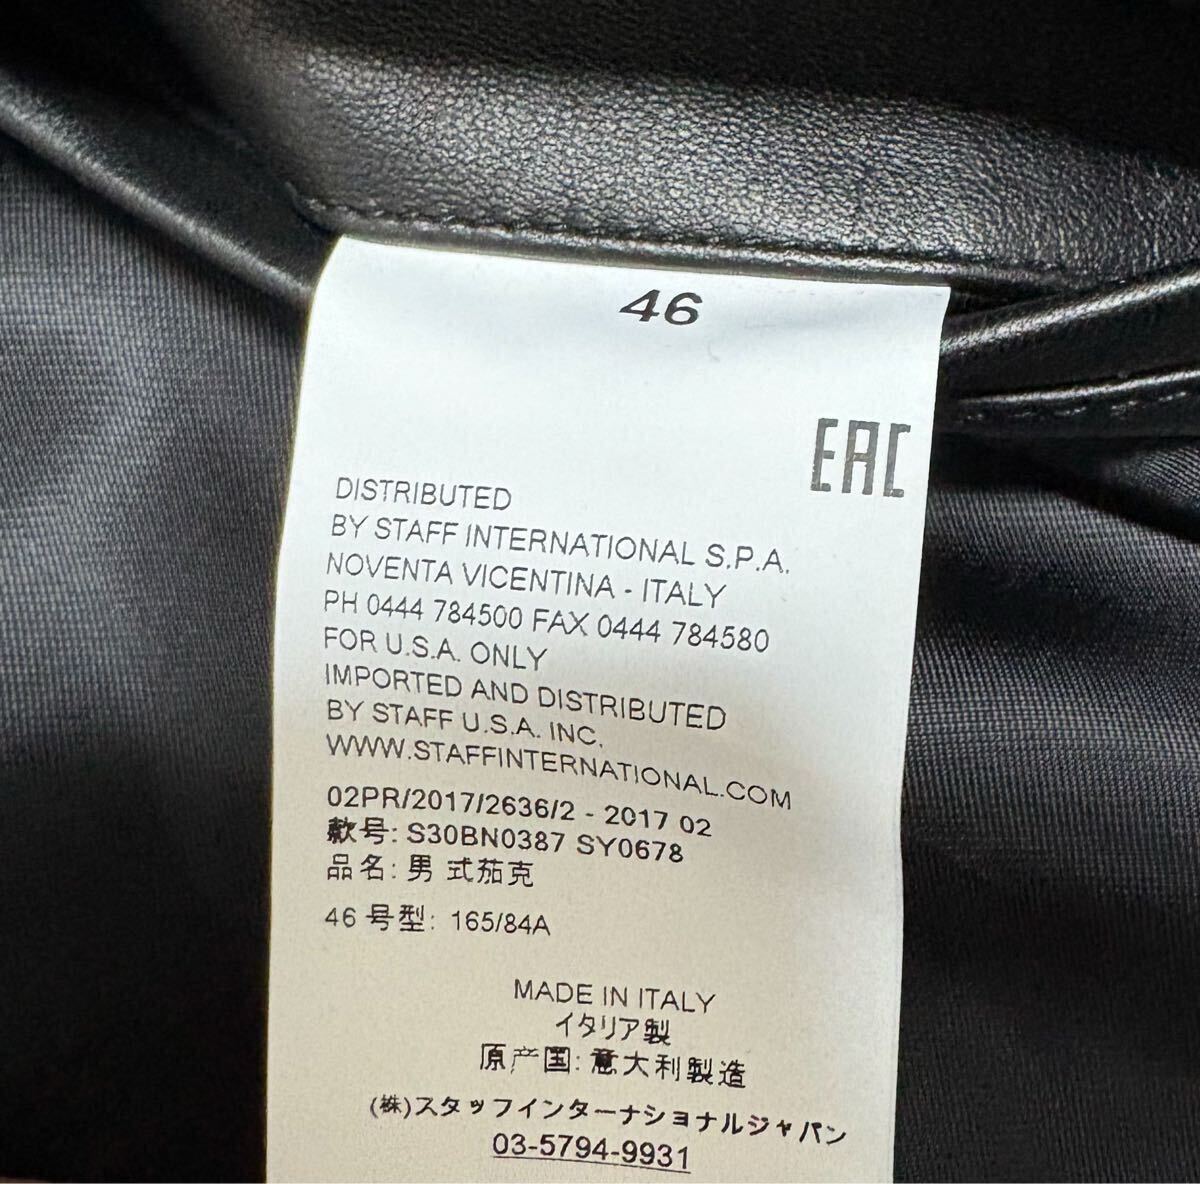 46
EAC
DISTRIBUTED
BY STAFF INTERNATIONAL S.P.A.
NOVENTA VICENTINA - ITALY
PH 0444 784500 FAX 0444 784580
FOR U.S.A. ONLY
IMPORTED AND DISTRIBUTED
BY STAFF U.S.A. INC.
WWW.STAFFINTERNATIONAL.COM
02PR/2017/2636/2 - 2017 02
款号: S30BN0387 SY0678
品名: 男 式茄克
46 号型: 165/84A
MADE IN ITALY
イタリア製
原产国: 意大利製造
(株)スタッフインターナショナルジャパン
03-5794-9931